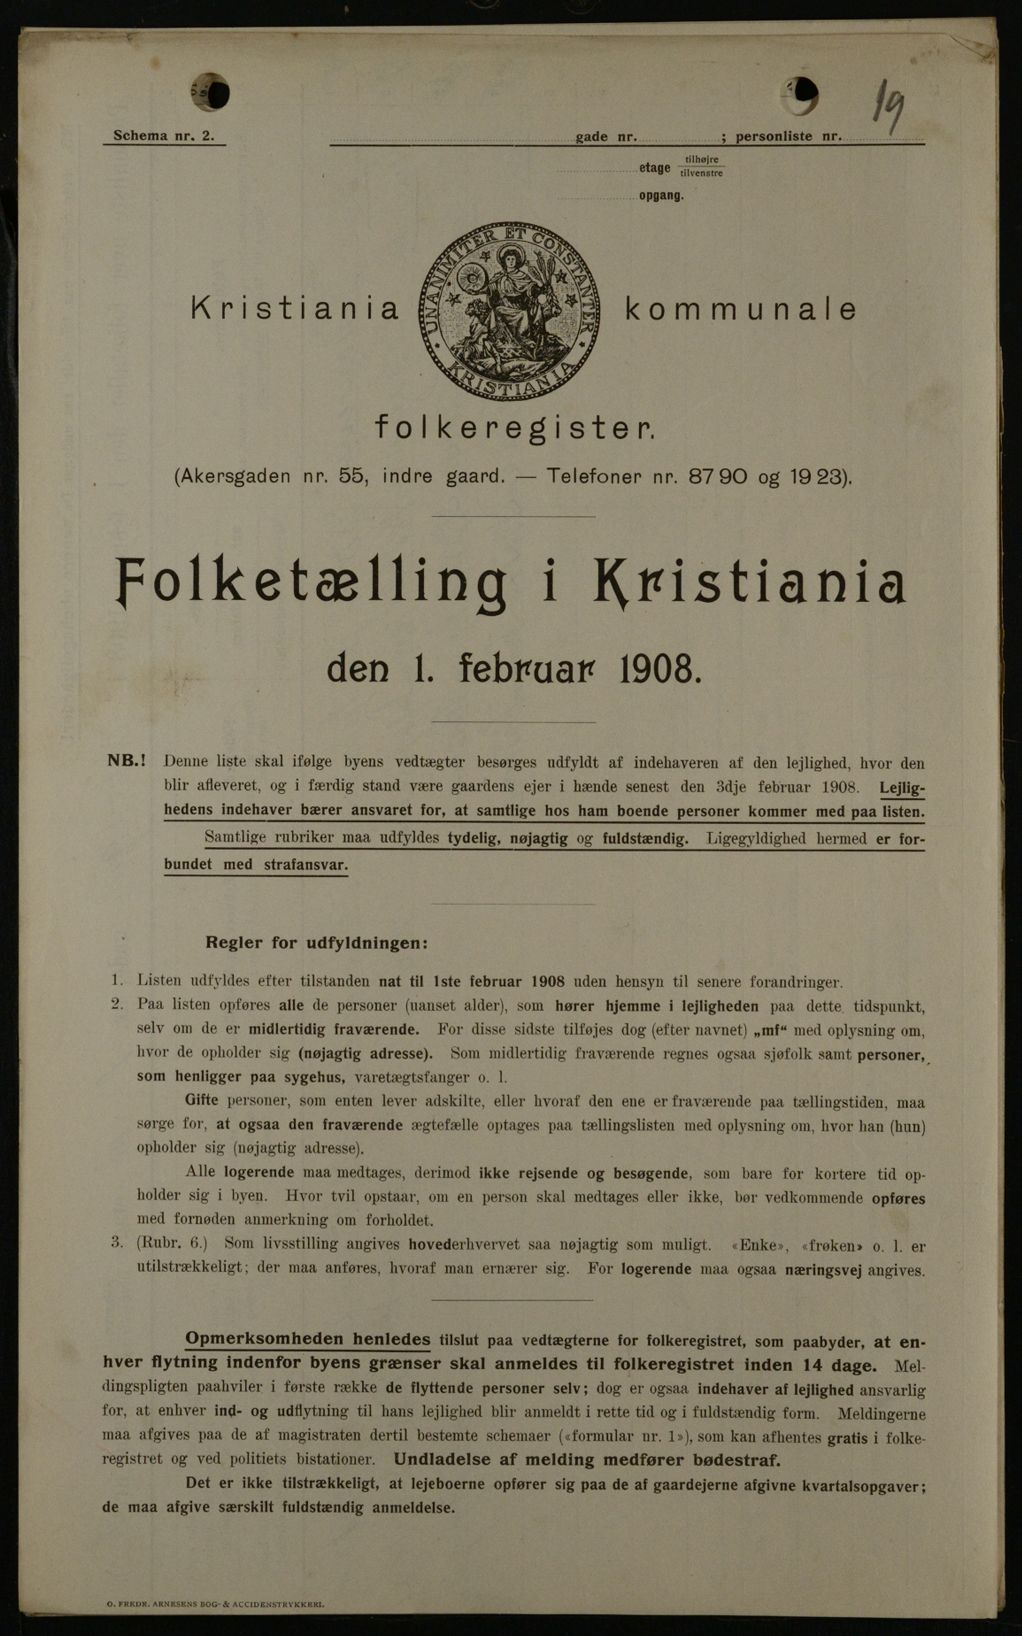 19
Schema nr. 2. gade nr. ; personliste nr.
etage tilhøjre
tilvenstre
opgang.
UNANIMITER ET CONSTANTER · KRISTIANIA ·
Kristiania kommunale
folkeregister.
(Akersgaden nr. 55, indre gaard. — Telefoner nr. 87 90 og 19 23).
Folketælling i Kristiania
den 1. februar 1908.
NB.! Denne liste skal ifølge byens vedtægter besørges udfyldt af indehaveren af den lejlighed, hvor den
blir afleveret, og i færdig stand være gaardens ejer i hænde senest den 3dje februar 1908. Lejlig-
hedens indehaver bærer ansvaret for, at samtlige hos ham boende personer kommer med paa listen.
Samtlige rubriker maa udfyldes tydelig, nøjagtig og fuldstændig. Ligegyldighed hermed er for-
bundet med strafansvar.
Regler for udfyldningen:
1. Listen udfyldes efter tilstanden nat til 1ste februar 1908 uden hensyn til senere forandringer.
2. Paa listen opføres alle de personer (uanset alder), som hører hjemme i lejligheden paa dette tidspunkt,
selv om de er midlertidig fraværende. For disse sidste tilføjes dog (efter navnet) „mf“ med oplysning om,
hvor de opholder sig (nøjagtig adresse). Som midlertidig fraværende regnes ogsaa sjøfolk samt personer,
som henligger paa sygehus, varetægtsfanger o. l.
Gifte personer, som enten lever adskilte, eller hvoraf den ene er fraværende paa tællingstiden, maa
sørge for, at ogsaa den fraværende ægtefælle optages paa tællingslisten med oplysning om, hvor han (hun)
opholder sig (nøjagtig adresse).
Alle logerende maa medtages, derimod ikke rejsende og besøgende, som bare for kortere tid op-
holder sig i byen. Hvor tvil opstaar, om en person skal medtages eller ikke, bør vedkommende opføres
med fornøden anmerkning om forholdet.
3. (Rubr. 6.) Som livsstilling angives hovederhvervet saa nøjagtig som muligt. «Enke», «frøken» o. l. er
utilstrækkeligt; der maa anføres, hvoraf man ernærer sig. For logerende maa ogsaa næringsvej angives.
Opmerksomheden henledes tilslut paa vedtægterne for folkeregistret, som paabyder, at en-
hver flytning indenfor byens grænser skal anmeldes til folkeregistret inden 14 dage. Mel-
dingspligten paahviler i første række de flyttende personer selv; dog er ogsaa indehaver af lejlighed ansvarlig
for, at enhver ind- og udflytning til hans lejlighed blir anmeldt i rette tid og i fuldstændig form. Meldingerne
maa afgives paa de af magistraten dertil bestemte schemaer («formular nr. 1»), som kan afhentes gratis i folke-
registret og ved politiets bistationer. Undladelse af melding medfører bødestraf.
Det er ikke tilstrækkeligt, at lejeboerne opfører sig paa de af gaardejerne afgivne kvartalsopgaver;
de maa afgive særskilt fuldstændig anmeldelse.
O. FREDR. ARNESENS BOG- & ACCIDENSTRYKKERI.